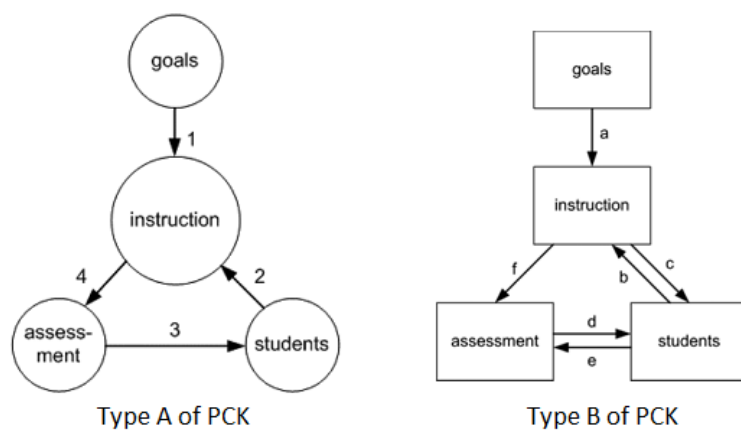 goals
1
instruction
4
2
assess-
ment
3
students
Type A of PCK
goals
a
instruction
f
b
c
assessment
d
e
students
Type B of PCK